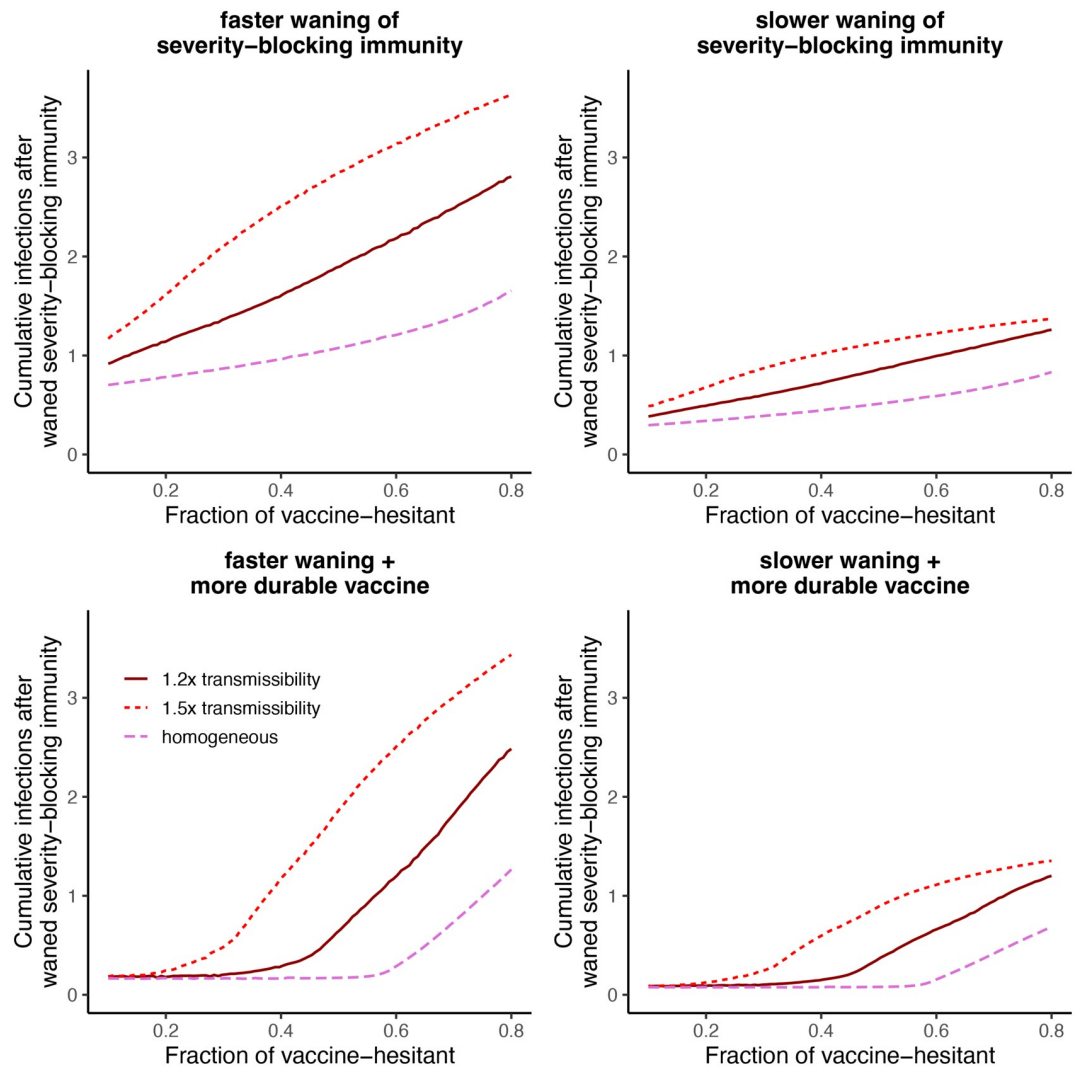 faster waning of
severity−blocking immunity
Cumulative infections after
waned severity−blocking immunity
3
2
1
0
0.2 0.4 0.6 0.8
Fraction of vaccine−hesitant
slower waning of
severity−blocking immunity
Cumulative infections after
waned severity−blocking immunity
3
2
1
0
0.2 0.4 0.6 0.8
Fraction of vaccine−hesitant
faster waning +
more durable vaccine
Cumulative infections after
waned severity−blocking immunity
3
2
1
0
1.2x transmissibility
1.5x transmissibility
homogeneous
0.2 0.4 0.6 0.8
Fraction of vaccine−hesitant
slower waning +
more durable vaccine
Cumulative infections after
waned severity−blocking immunity
3
2
1
0
0.2 0.4 0.6 0.8
Fraction of vaccine−hesitant